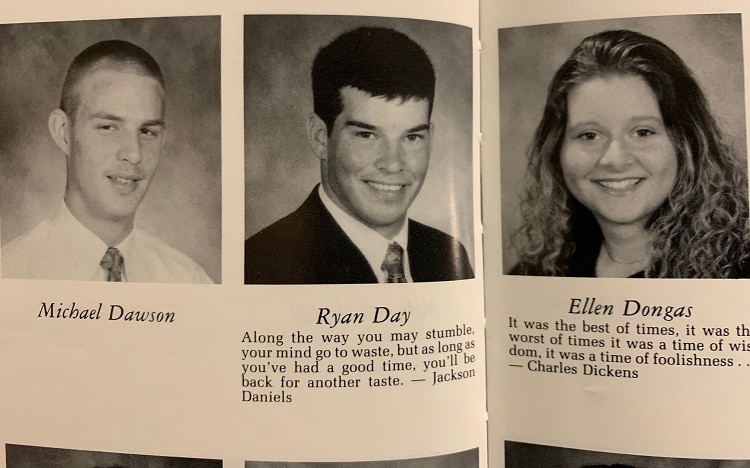 Michael Dawson
Ryan Day
Along the way you may stumble,
your mind go to waste, but as long as
you've had a good time, you'll be
back for another taste. — Jackson
Daniels
Ellen Dongas
It was the best of times, it was
worst of times it was a time of
dom, it was a time of foolishness . .
— Charles Dickens